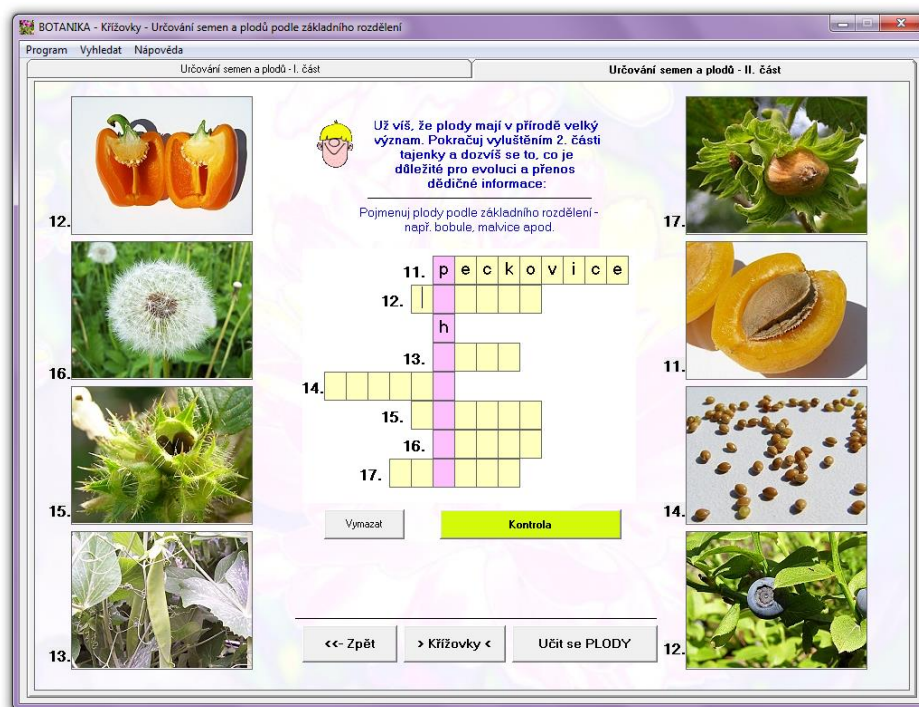 BOTANIKA - Křížovky - Určování semen a plodů podle základního rozdělení
Program Vyhledat Nápověda
Určování semen a plodů - I. část
Určování semen a plodů - II. část
Už víš, že plody mají v přírodě velký
význam. Pokračuj vyluštěním 2. části
tajenky a dozvíš se to, co je
důležité pro evoluci a přenos
dědičné informace:
Pojmenuj plody podle základního rozdělení -
např. bobule, malvice apod.
11. peckovice
12.
h
13.
14.
15.
16.
17.
12.
16.
15.
13.
17.
11.
14.
12.
Vymazat
Kontrola
<<- Zpět
> Křížovky <
Učit se PLODY